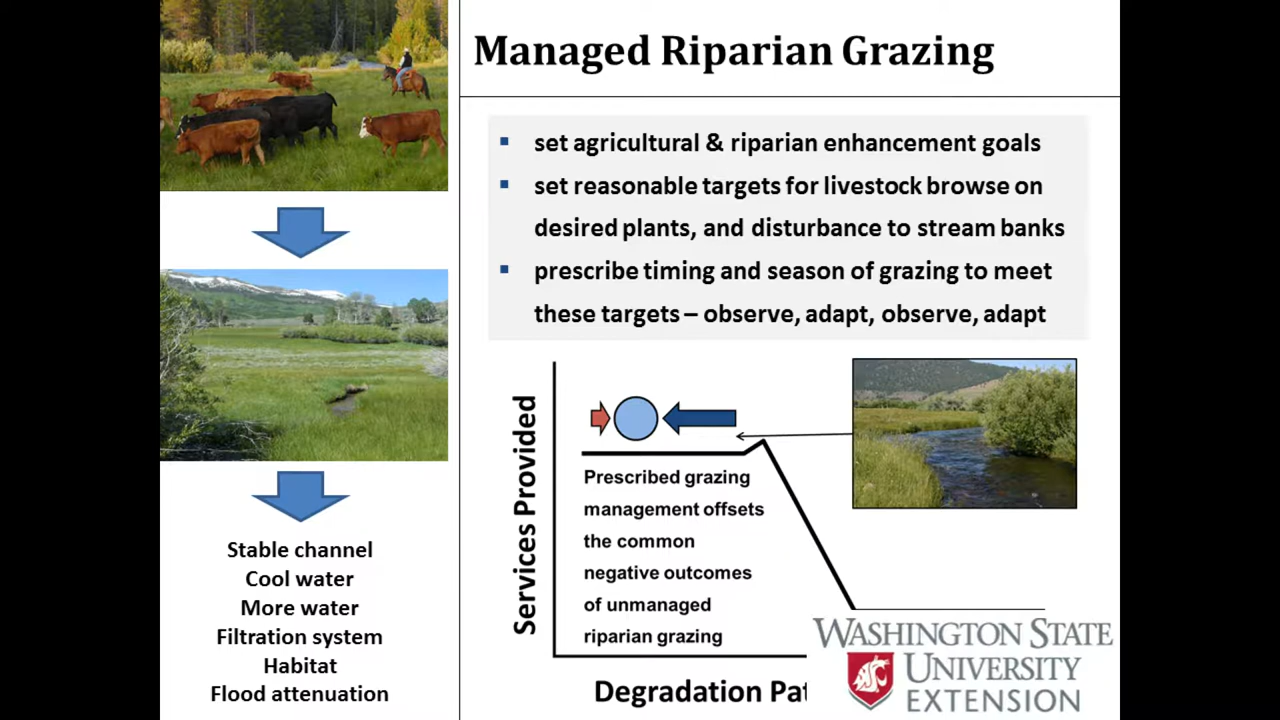 Managed Riparian Grazing
set agricultural & riparian enhancement goals
set reasonable targets for livestock browse on
desired plants, and disturbance to stream banks
prescribe timing and season of grazing to meet
these targets – observe, adapt, observe, adapt
Stable channel
Cool water
More water
Filtration system
Habitat
Flood attenuation
Services Provided
Prescribed grazing
management offsets
the common
negative outcomes
of unmanaged
riparian grazing
Degradation Pat
WASHINGTON STATE
UNIVERSITY
EXTENSION